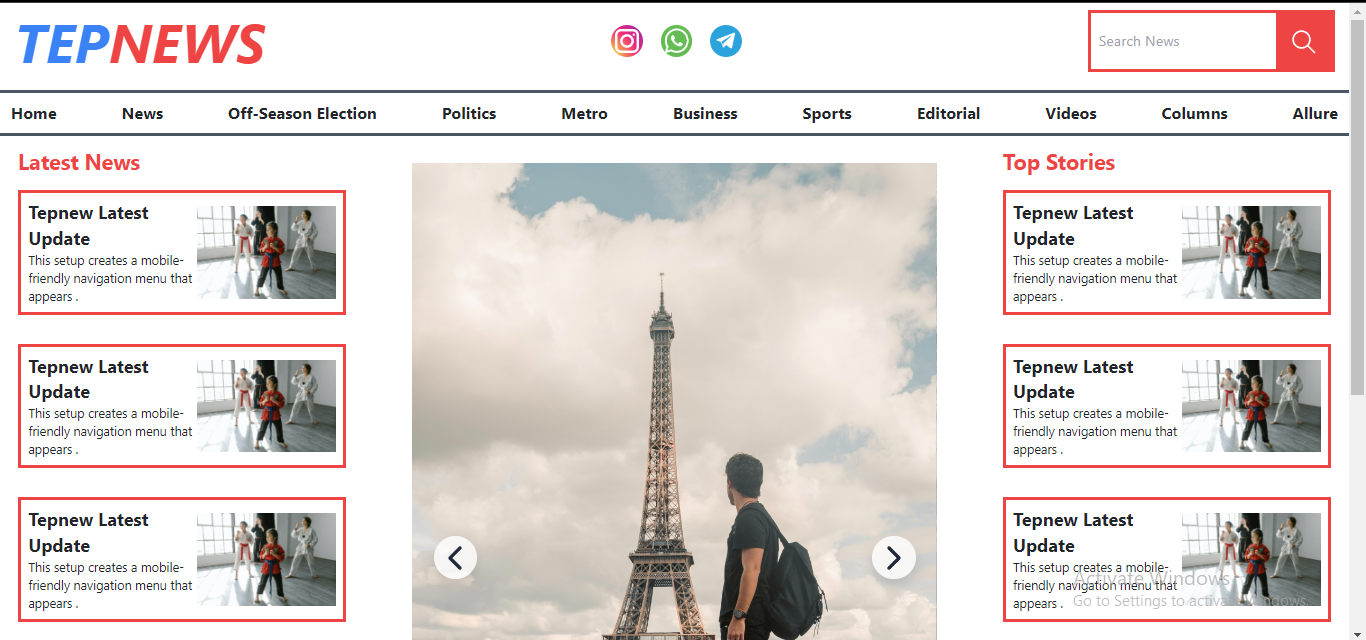 TEPNEWS
Search News
Home News Off-Season Election Politics Metro Business Sports Editorial Videos Columns Allure
Latest News
Tepnew Latest
Update
This setup creates a mobile-
friendly navigation menu that
appears .
Tepnew Latest
Update
This setup creates a mobile-
friendly navigation menu that
appears .
Tepnew Latest
Update
This setup creates a mobile-
friendly navigation menu that
appears .
Top Stories
Tepnew Latest
Update
This setup creates a mobile-
friendly navigation menu that
appears .
Tepnew Latest
Update
This setup creates a mobile-
friendly navigation menu that
appears .
Tepnew Latest
Update
This setup creates a mobile-
friendly navigation menu that
appears .
Activate Windows
Go to Settings to activate Windows.